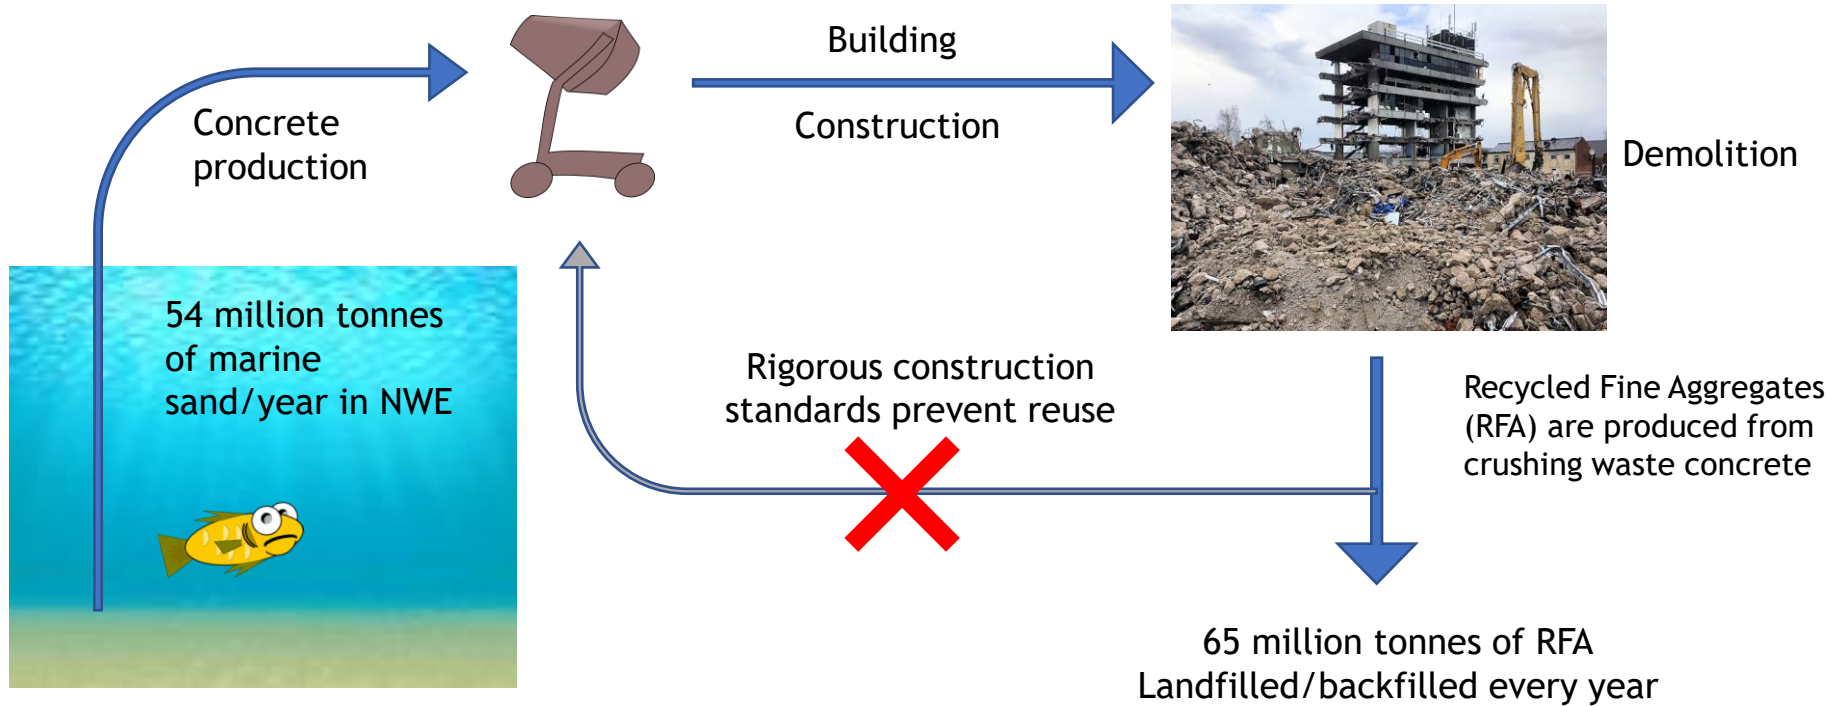 Building
Construction
Concrete
production
Demolition
54 million tonnes
of marine
sand/year in NWE
Rigorous construction
standards prevent reuse
Recycled Fine Aggregates
(RFA) are produced from
crushing waste concrete
65 million tonnes of RFA
Landfilled/backfilled every year